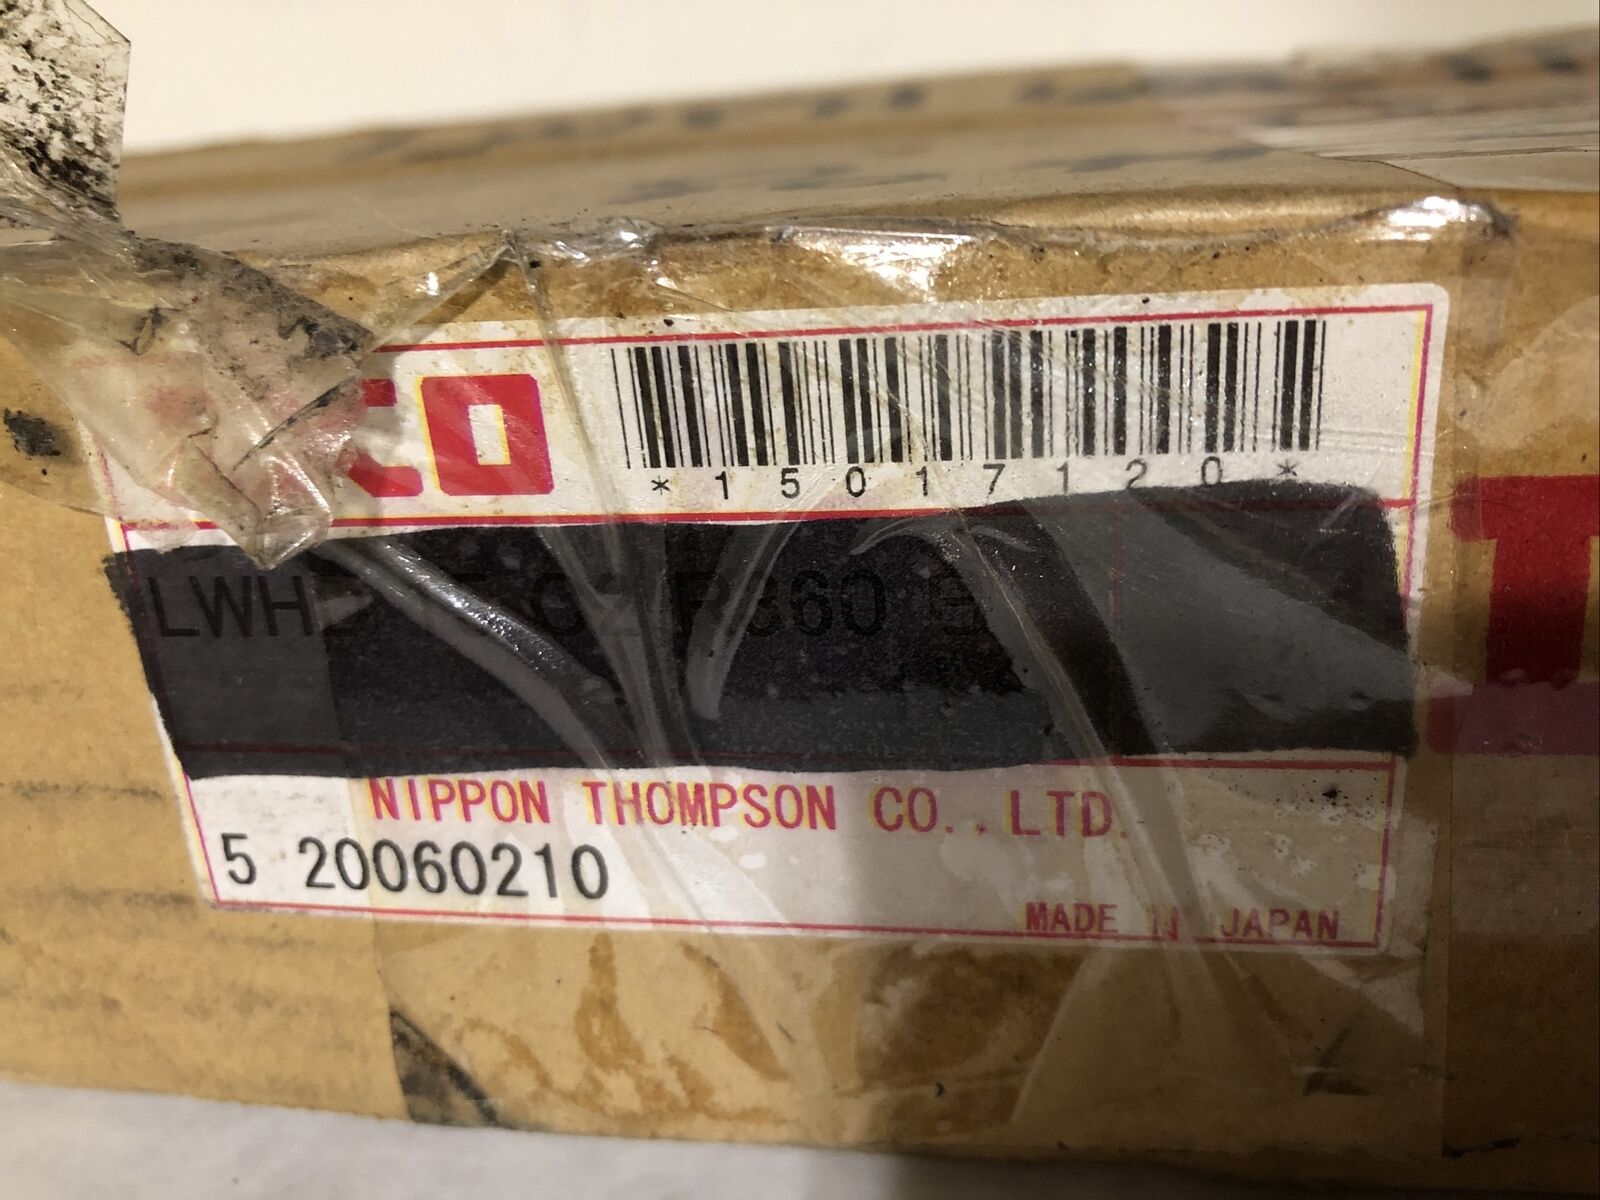 CO
*15017120*
NIPPON THOMPSON CO., LTD.
5 20060210
MADE IN JAPAN